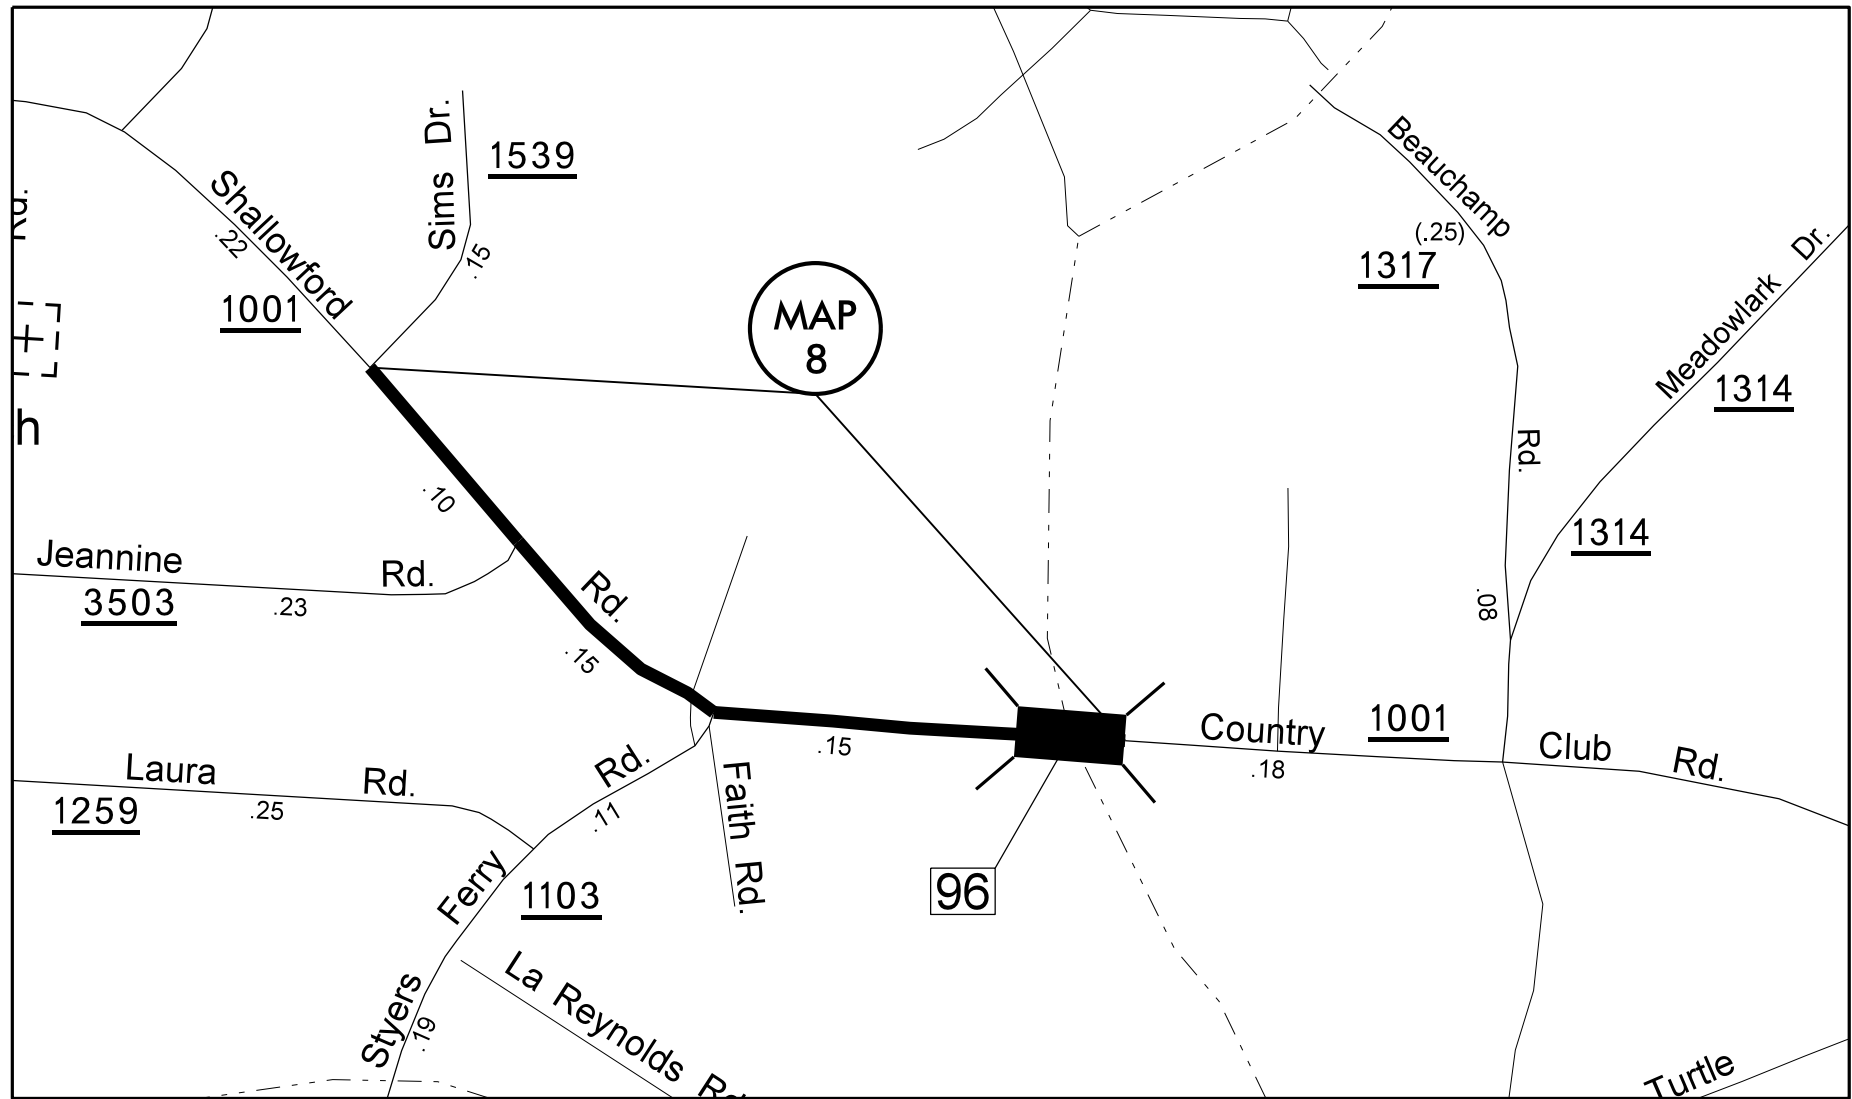 Sims Dr.
1539
Shallowford
.22
.15
1001
Rd.
h
MAP
8
Beauchamp
(.25)
1317
Meadowlark Dr.
1314
Rd.
1314
.08
.10
Jeannine Rd.
3503
.23
Rd.
.15
.15
Country
1001
Club Rd.
.18
Laura Rd.
1259
.25
Rd.
.11
Faith Rd.
Ferry
1103
96
Styers
.19
La Reynolds Rd.
Turtle